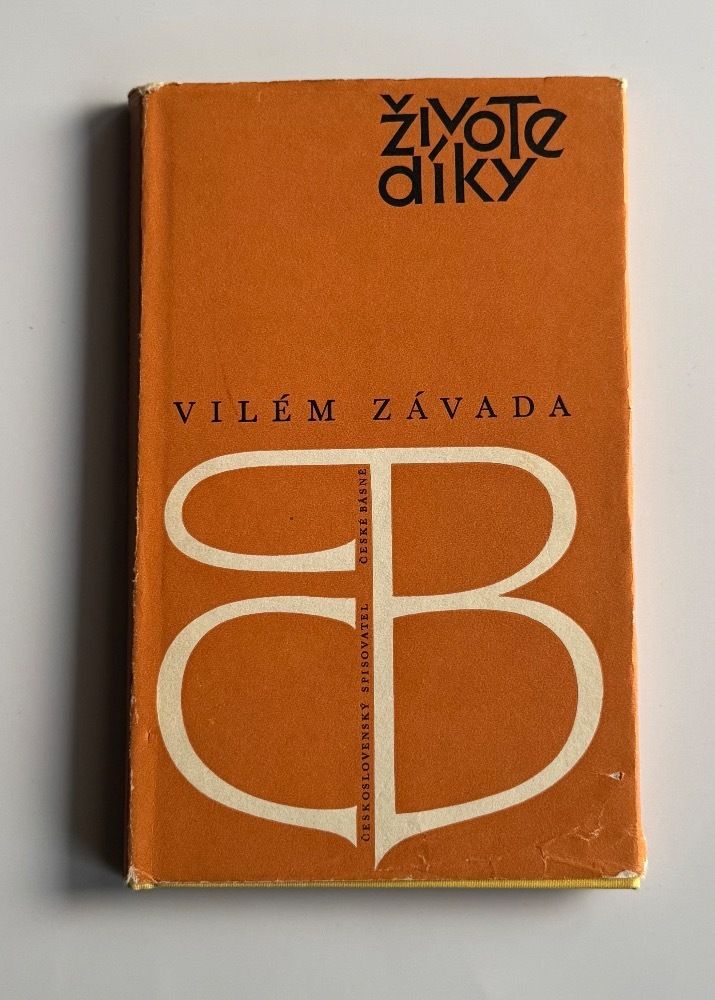 živote
díky
VILÉM ZÁVADA
ČESKÉ BÁSNĚ
ČESKOSLOVENSKÝ SPISOVATEL